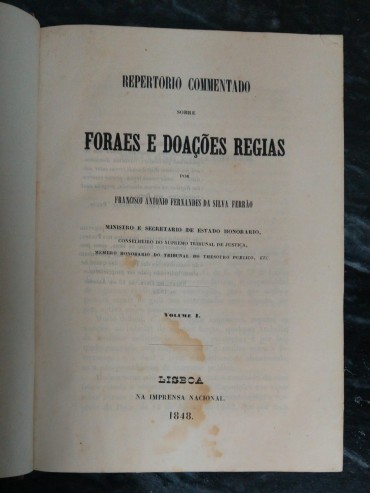 REPERTORIO COMMENTADO
SOBRE
FORAES E DOAÇÕES REGIAS
POR
FRANCISCO ANTONIO FERNANDES DA SILVA FERRÃO
MINISTRO E SECRETARIO DE ESTADO HONORARIO,
CONSELHEIRO DO SUPREMO TRIBUNAL DE JUSTIÇA,
MEMBRO HONORARIO DO TRIBUNAL DO THESOURO PUBLICO, ETC.
VOLUME I.
LISBOA
NA IMPRENSA NACIONAL.
1848.